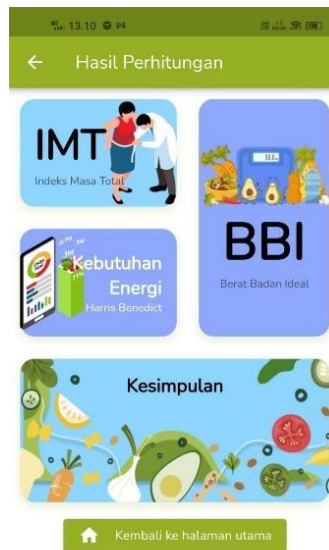 13.10
Hasil Perhitungan
IMT
Indeks Masa Total
BBI
Berat Badan Ideal
Kebutuhan
Energi
Harris Benedict
Kesimpulan
Kembali ke halaman utama